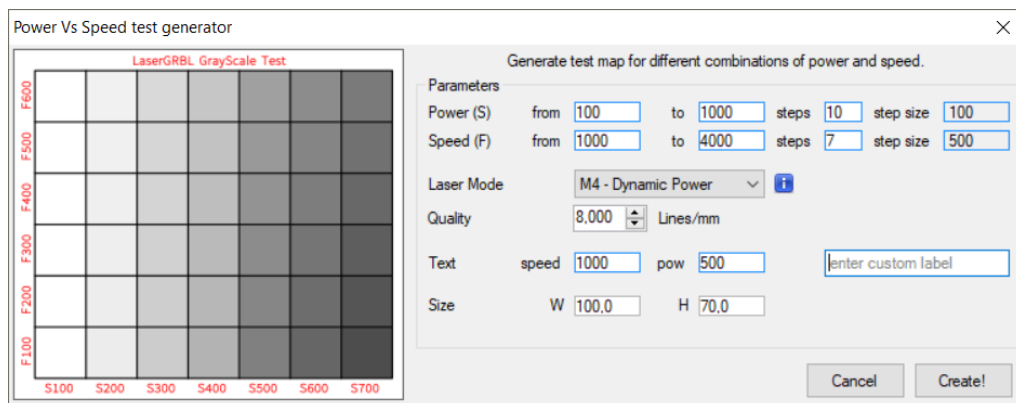 Power Vs Speed test generator
LaserGRBL GrayScale Test
F600
F500
F400
F300
F200
F100
S100 S200 S300 S400 S500 S600 S700
Generate test map for different combinations of power and speed.
Parameters
Power (S) from 100 to 1000 steps 10 step size 100
Speed (F) from 1000 to 4000 steps 7 step size 500
Laser Mode M4 - Dynamic Power i
Quality 8,000 Lines/mm
Text speed 1000 pow 500 enter custom label
Size W 100,0 H 70,0
Cancel Create!